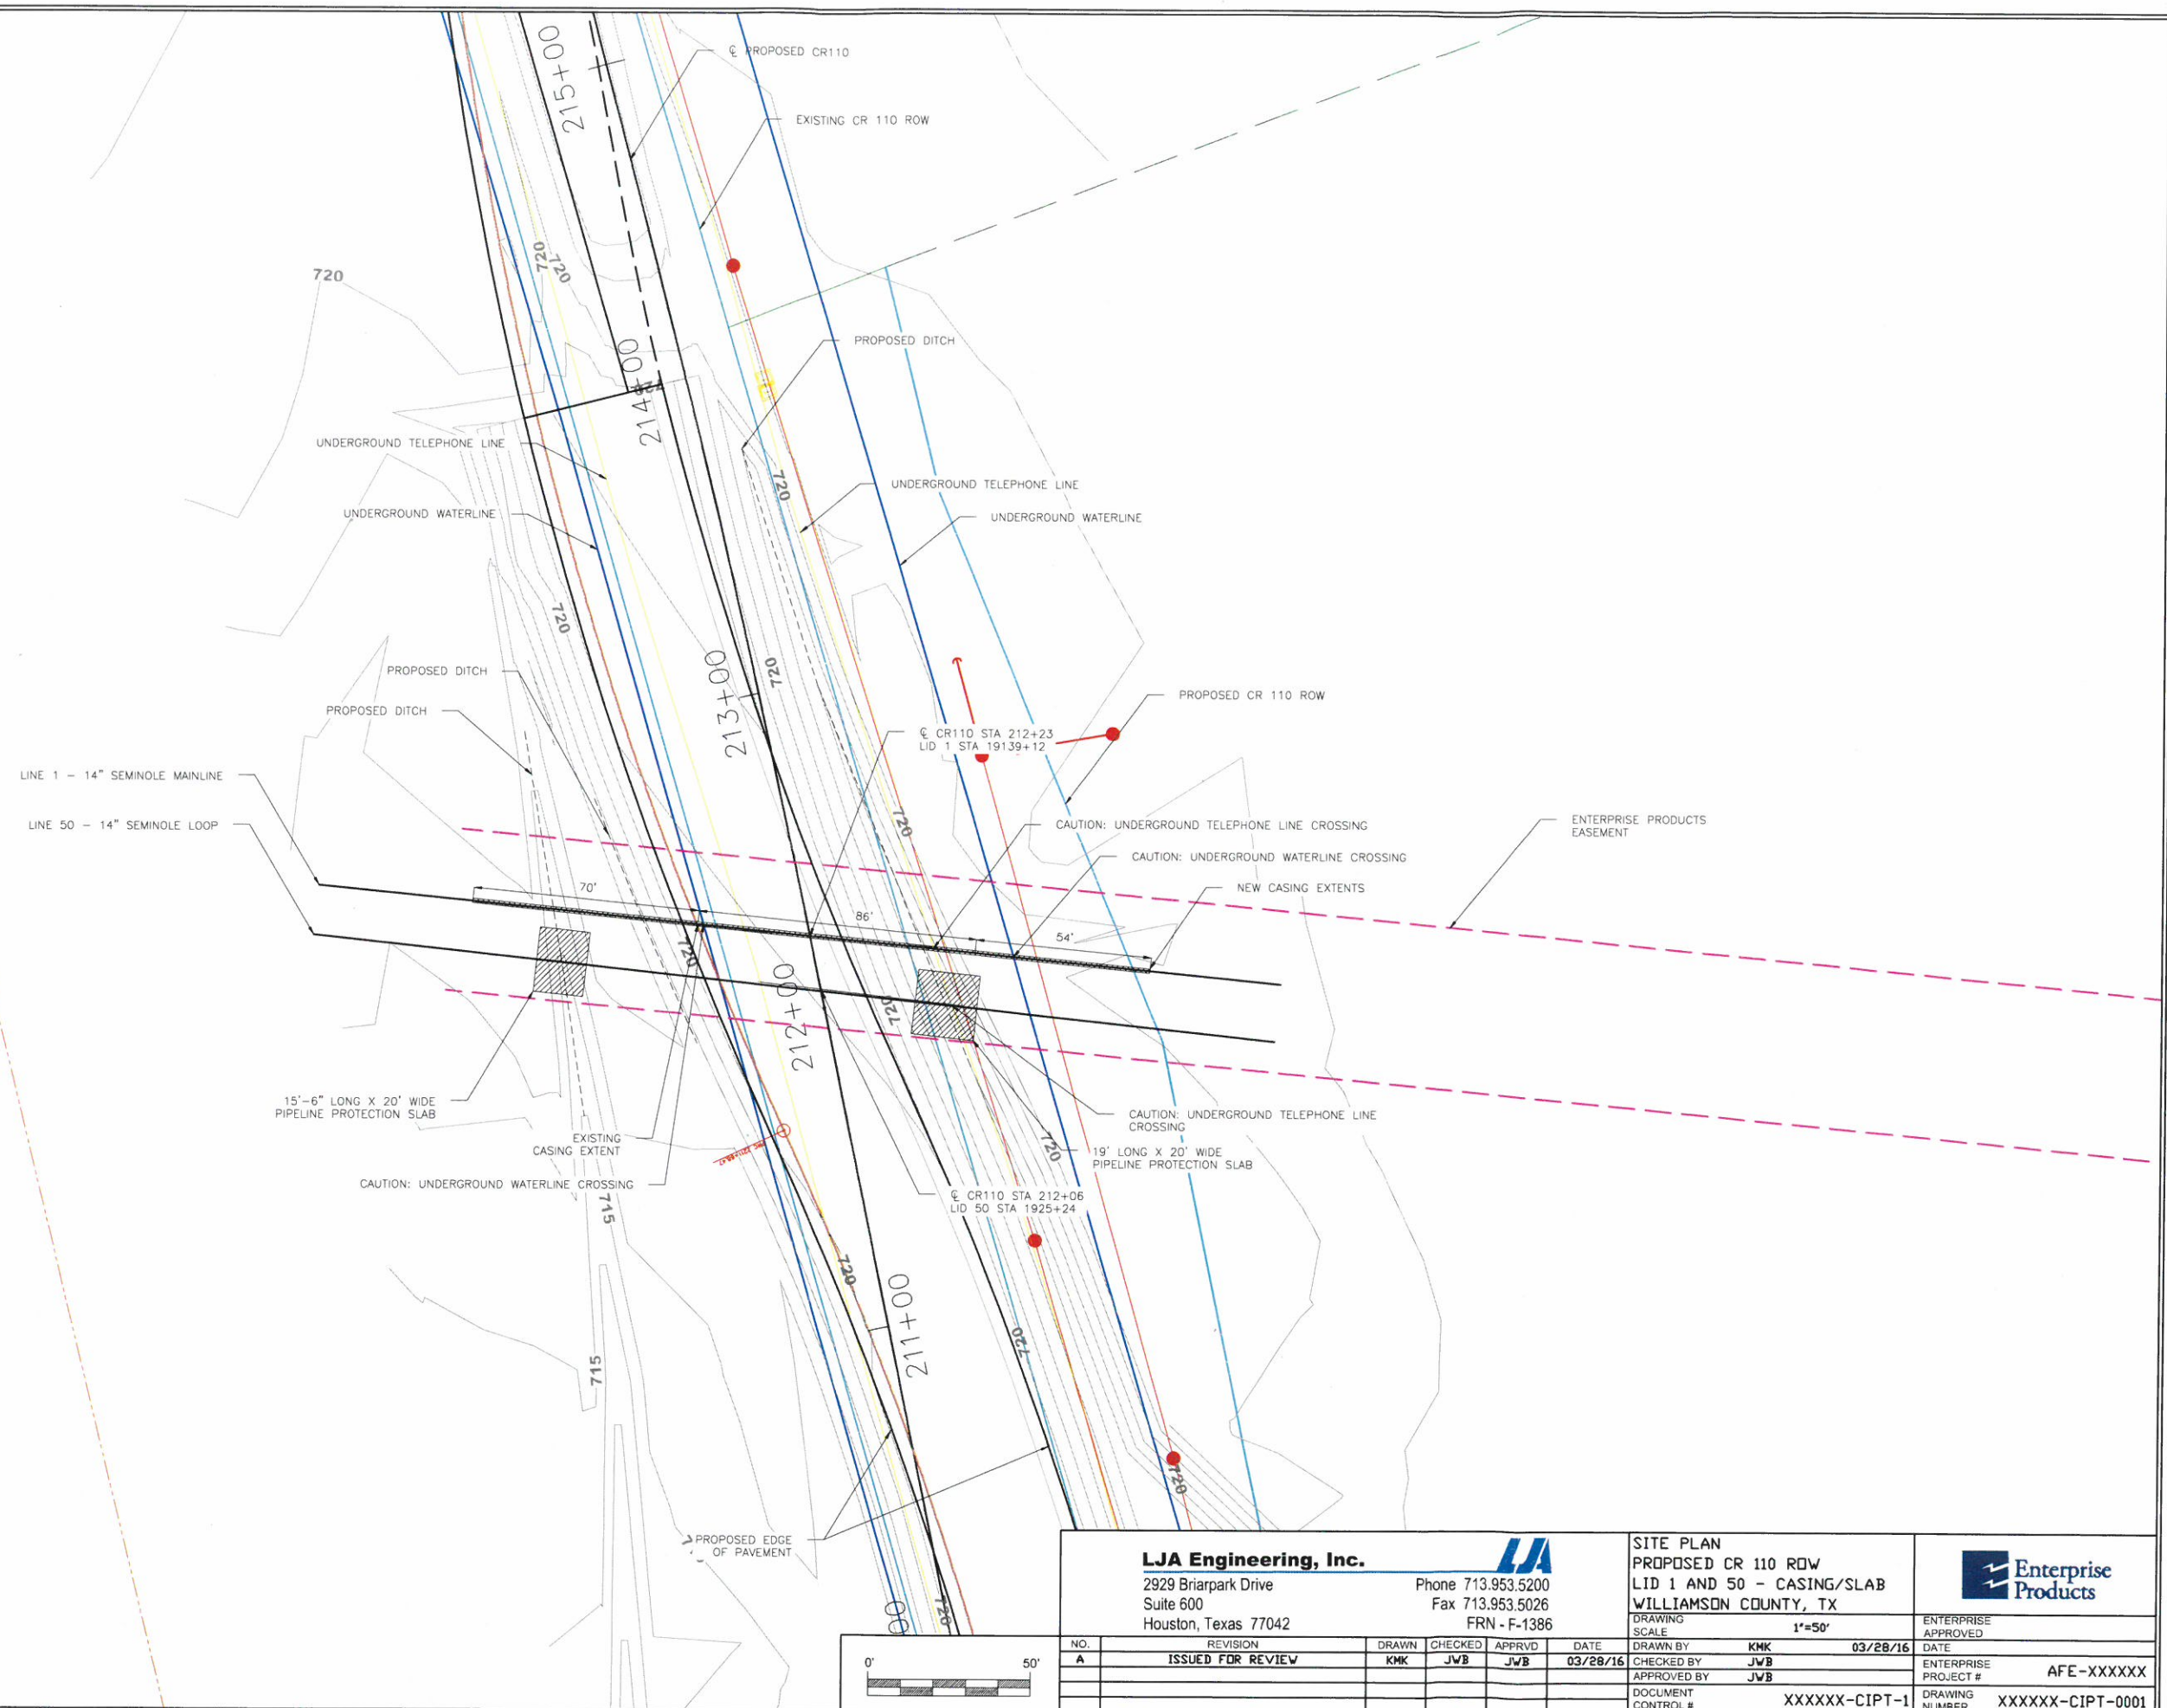 215+00
℄ PROPOSED CR110
EXISTING CR 110 ROW
720
720
720
PROPOSED DITCH
214+00
UNDERGROUND TELEPHONE LINE
720
UNDERGROUND TELEPHONE LINE
UNDERGROUND WATERLINE
UNDERGROUND WATERLINE
720
PROPOSED DITCH
213+00
720
PROPOSED CR 110 ROW
PROPOSED DITCH
℄ CR110 STA 212+23
LID 1 STA 19139+12
LINE 1 - 14" SEMINOLE MAINLINE
LINE 50 - 14" SEMINOLE LOOP
720
CAUTION: UNDERGROUND TELEPHONE LINE CROSSING
ENTERPRISE PRODUCTS
EASEMENT
CAUTION: UNDERGROUND WATERLINE CROSSING
NEW CASING EXTENTS
70'
86'
54'
720
212+00
720
15'-6" LONG X 20' WIDE
PIPELINE PROTECTION SLAB
CAUTION: UNDERGROUND TELEPHONE LINE
CROSSING
EXISTING
CASING EXTENT
720
19' LONG X 20' WIDE
PIPELINE PROTECTION SLAB
CAUTION: UNDERGROUND WATERLINE CROSSING
℄ CR110 STA 212+06
LID 50 STA 1925+24
715
720
211+00
720
715
720
PROPOSED EDGE
OF PAVEMENT
720
00
0'
50'
LJA Engineering, Inc.
LJA
2929 Briarpark Drive
Suite 600
Houston, Texas 77042
Phone 713.953.5200
Fax 713.953.5026
FRN - F-1386
NO. REVISION DRAWN CHECKED APPRVD DATE
A ISSUED FOR REVIEW KMK JWB JWB 03/28/16
SITE PLAN
PROPOSED CR 110 ROW
LID 1 AND 50 - CASING/SLAB
WILLIAMSON COUNTY, TX
DRAWING
SCALE 1"=50'
DRAWN BY KMK 03/28/16
CHECKED BY JWB
APPROVED BY JWB
DOCUMENT
CONTROL # XXXXXX-CIPT-1
Enterprise
Products
ENTERPRISE
APPROVED
DATE
ENTERPRISE
PROJECT # AFE-XXXXXX
DRAWING
NUMBER XXXXXX-CIPT-0001